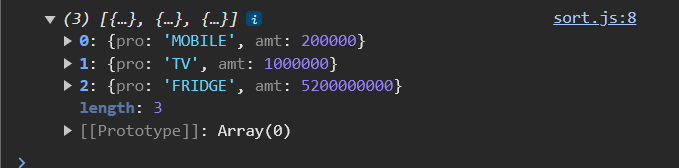 (3) [{…}, {…}, {…}] i sort.js:8
0: {pro: 'MOBILE', amt: 200000}
1: {pro: 'TV', amt: 1000000}
2: {pro: 'FRIDGE', amt: 5200000000}
length: 3
[[Prototype]]: Array(0)